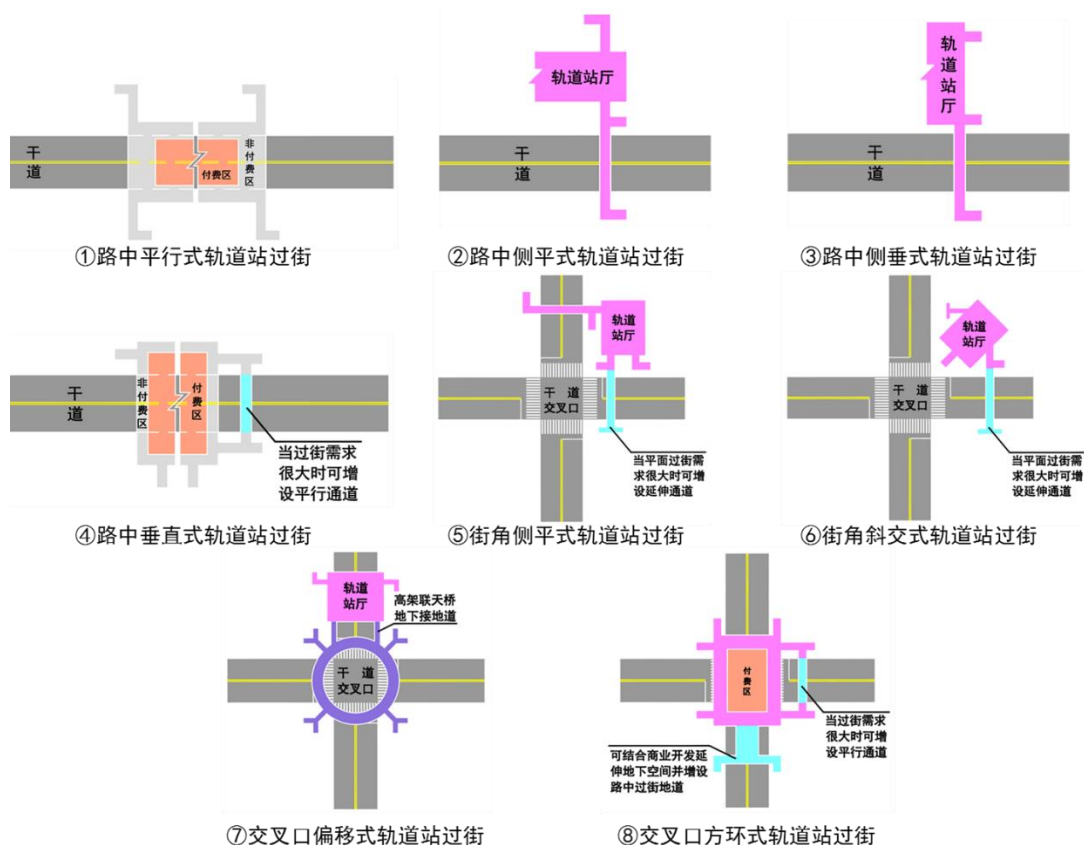 干
道
付费区
非
付
费
区
①路中平行式轨道站过街
轨道站厅
干
道
②路中侧平式轨道站过街
轨
道
站
厅
干
道
③路中侧垂式轨道站过街
干
道
非
付
费
区
付
费
区
当过街需求
很大时可增
设平行通道
④路中垂直式轨道站过街
轨道
站厅
干 道
交叉口
当平面过街需
求很大时可增
设延伸通道
⑤街角侧平式轨道站过街
轨道
站厅
干 道
交叉口
当平面过街需
求很大时可增
设延伸通道
⑥街角斜交式轨道站过街
轨道
站厅
高架联天桥
地下接地道
干 道
交叉口
⑦交叉口偏移式轨道站过街
付
费
区
当过街需求
很大时可增
设平行通道
可结合商业开发延
伸地下空间并增设
路中过街地道
⑧交叉口方环式轨道站过街